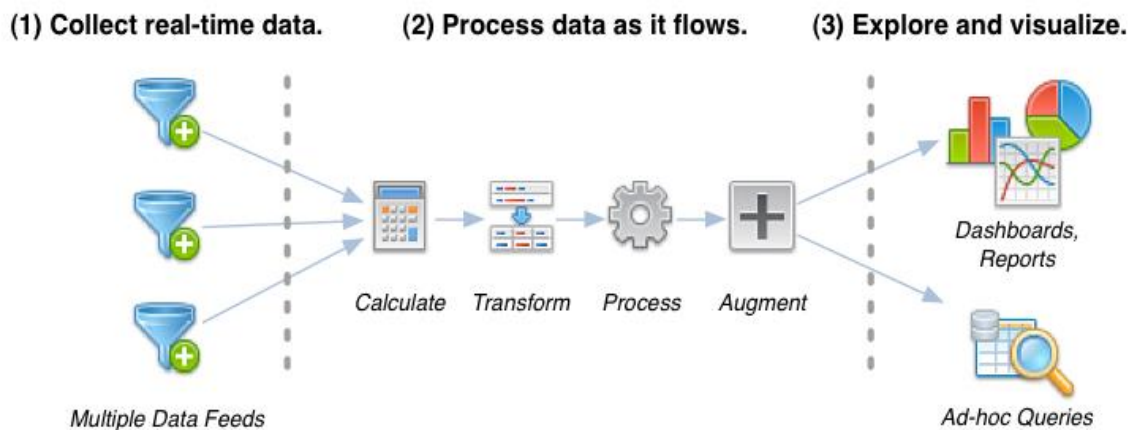 (1) Collect real-time data.
(2) Process data as it flows.
(3) Explore and visualize.
Calculate
Transform
Process
Augment
Dashboards,
Reports
Multiple Data Feeds
Ad-hoc Queries